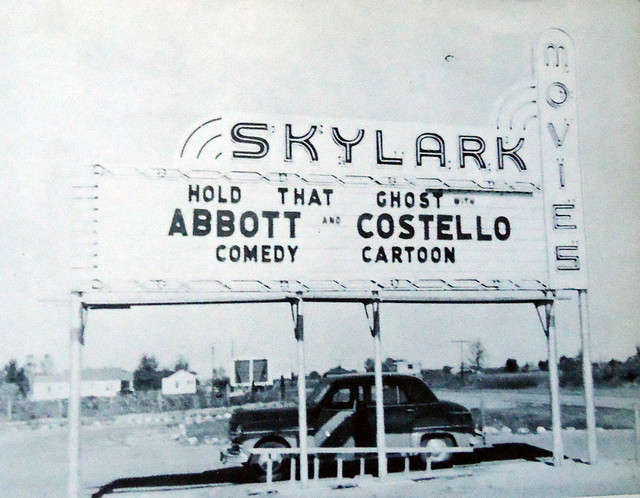 MOVIES
SKYLARK
HOLD THAT GHOST WITH
ABBOTT AND COSTELLO
COMEDY CARTOON